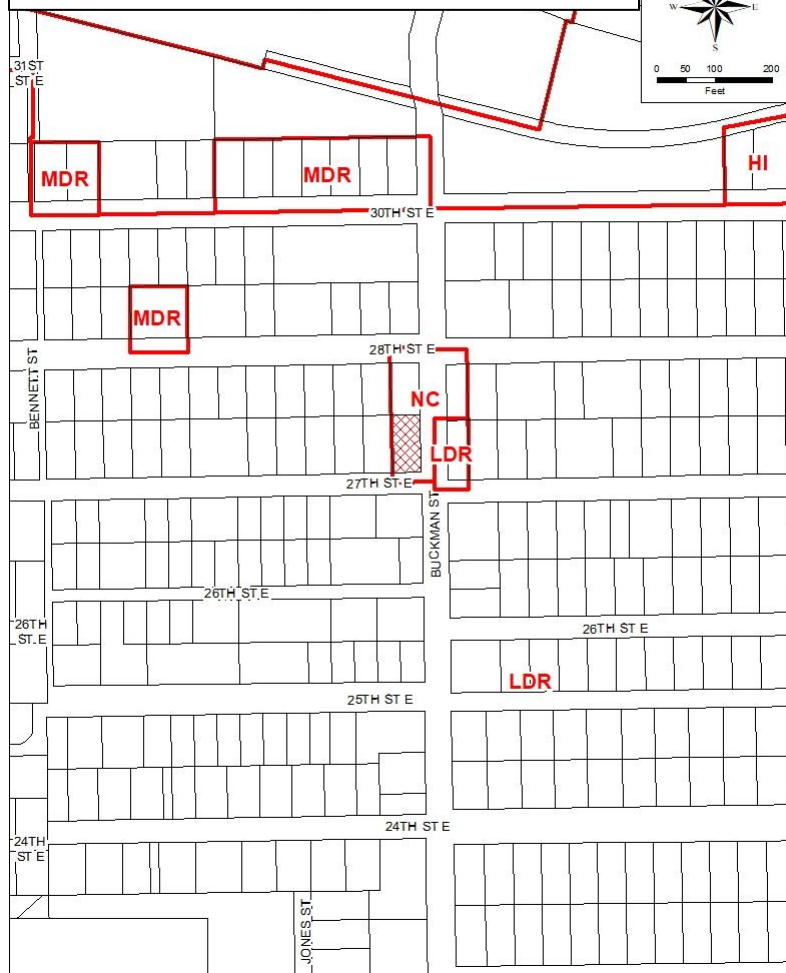 W E
S
0 50 100 200
Feet
31ST
ST E
MDR
MDR
HI
30TH ST E
MDR
28TH ST E
BENNETT ST
NC
LDR
27TH ST E
BUCKMAN ST
26TH ST E
26TH
ST. E
26TH ST E
LDR
25TH ST E
24TH ST E
24TH
ST E
JONES ST